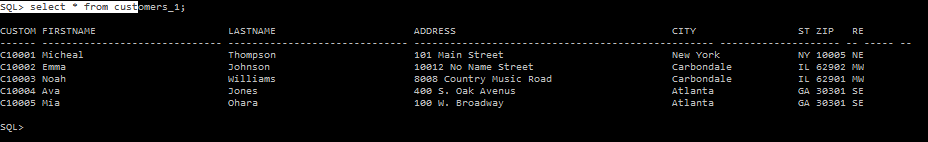 SQL> select * from customers_1;
CUSTOM FIRSTNAME LASTNAME ADDRESS CITY ST ZIP RE
------ ------------------------------ ------------------------------ ------------------------------------------ -------------------- -- ----- --
C10001 Micheal Thompson 101 Main Street New York NY 10005 NE
C10002 Emma Johnson 10012 No Name Street Carbondale IL 62902 MW
C10003 Noah Williams 8008 Country Music Road Carbondale IL 62901 MW
C10004 Ava Jones 400 S. Oak Avenus Atlanta GA 30301 SE
C10005 Mia Ohara 100 W. Broadway Atlanta GA 30301 SE
SQL>